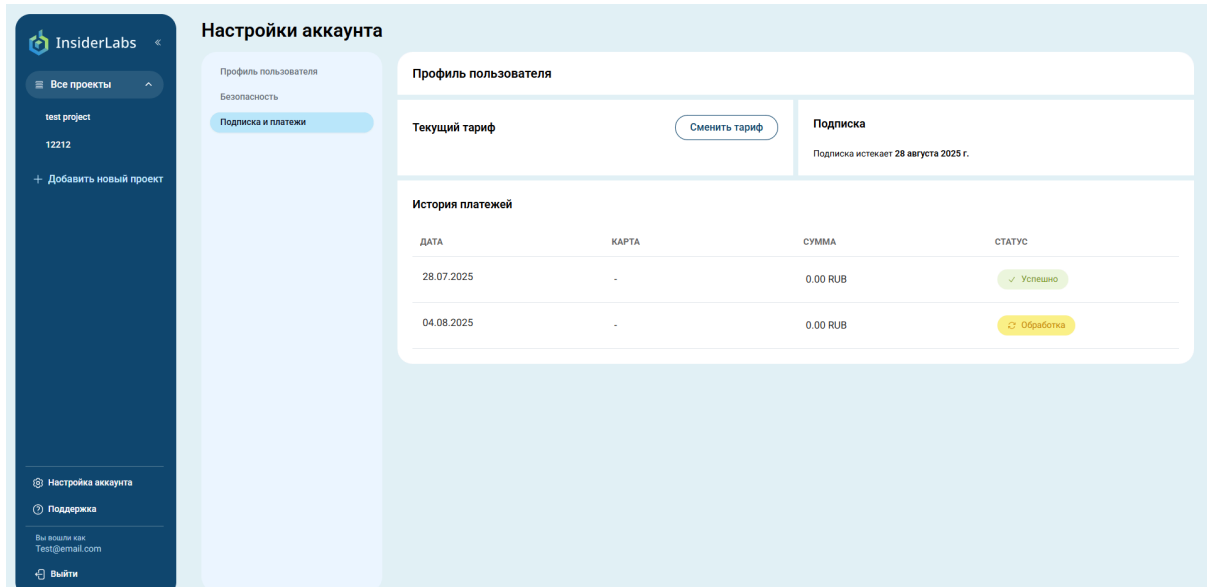 InsiderLabs
Все проекты
test project
12212
Добавить новый проект
Настройка аккаунта
Поддержка
Вы вошли как
Test@email.com
Выйти
Настройки аккаунта
Профиль пользователя
Безопасность
Подписка и платежи
Профиль пользователя
Текущий тариф
Сменить тариф
Подписка
Подписка истекает 28 августа 2025 г.
История платежей
ДАТА КАРТА СУММА СТАТУС
28.07.2025 - 0.00 RUB Успешно
04.08.2025 - 0.00 RUB Обработка